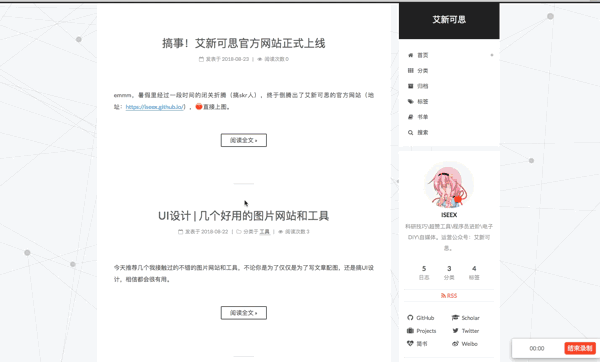 搞事！艾新可思官方网站正式上线
发表于 2018-08-23 | 阅读次数 0
emmm，暑假里经过一段时间的闭关折腾（搞skr人），终于倒腾出了艾新可思的官方网站（地
址：https://iseex.github.io/），直接上图。
阅读全文 »
UI设计 | 几个好用的图片网站和工具
发表于 2018-08-22 | 分类于 工具 | 阅读次数 3
今天推荐几个我接触过的不错的图片网站和工具，不论你是为了仅仅是为了写文章配图，还是搞UI设
计，相信都会很有用。
阅读全文 »
艾新可思
首页
分类
归档
标签
书单
搜索
ISEEX
科研技巧\超赞工具\程序员进阶\电子
DIY\自媒体。运营公众号：艾新可
思。
5 3 4
日志 分类 标签
RSS
GitHub Scholar
Projects Twitter
简书 Weibo
00:00 结束录制